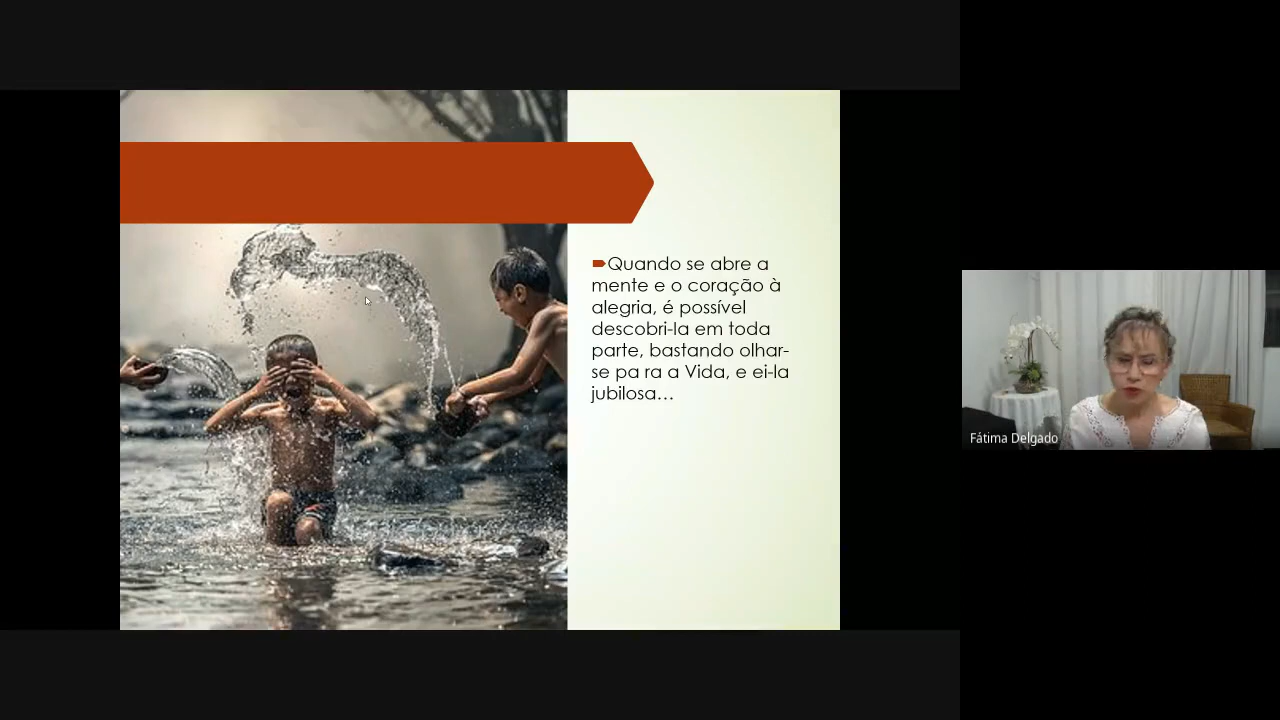 Quando se abre a
mente e o coração à
alegria, é possível
descobri-la em toda
parte, bastando olhar-
se pa ra a Vida, e ei-la
jubilosa...
Fátima Delgado